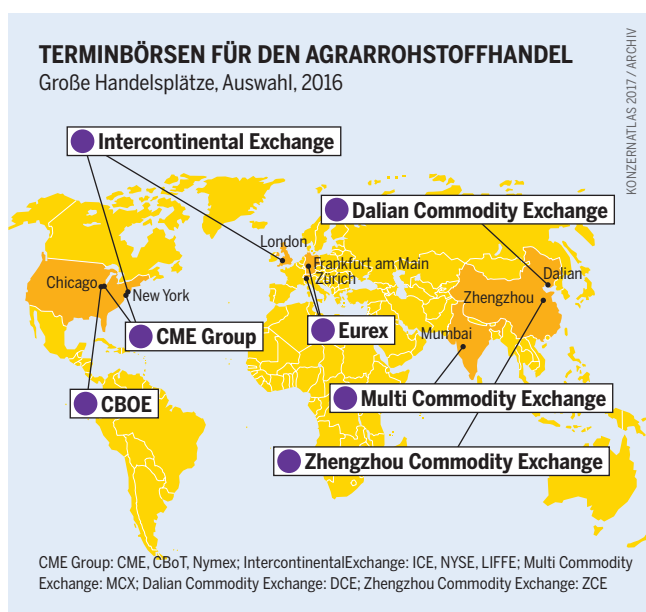 TERMINBÖRSEN FÜR DEN AGRARROHSTOFFHANDEL
Große Handelsplätze, Auswahl, 2016
KONZERNATLAS 2017 / ARCHIV
Intercontinental Exchange
Dalian Commodity Exchange
London
Frankfurt am Main
Zürich
Dalian
Chicago
New York
Zhengzhou
CME Group
Eurex
Mumbai
CBOE
Multi Commodity Exchange
Zhengzhou Commodity Exchange
CME Group: CME, CBoT, Nymex; IntercontinentalExchange: ICE, NYSE, LIFFE; Multi Commodity
Exchange: MCX; Dalian Commodity Exchange: DCE; Zhengzhou Commodity Exchange: ZCE